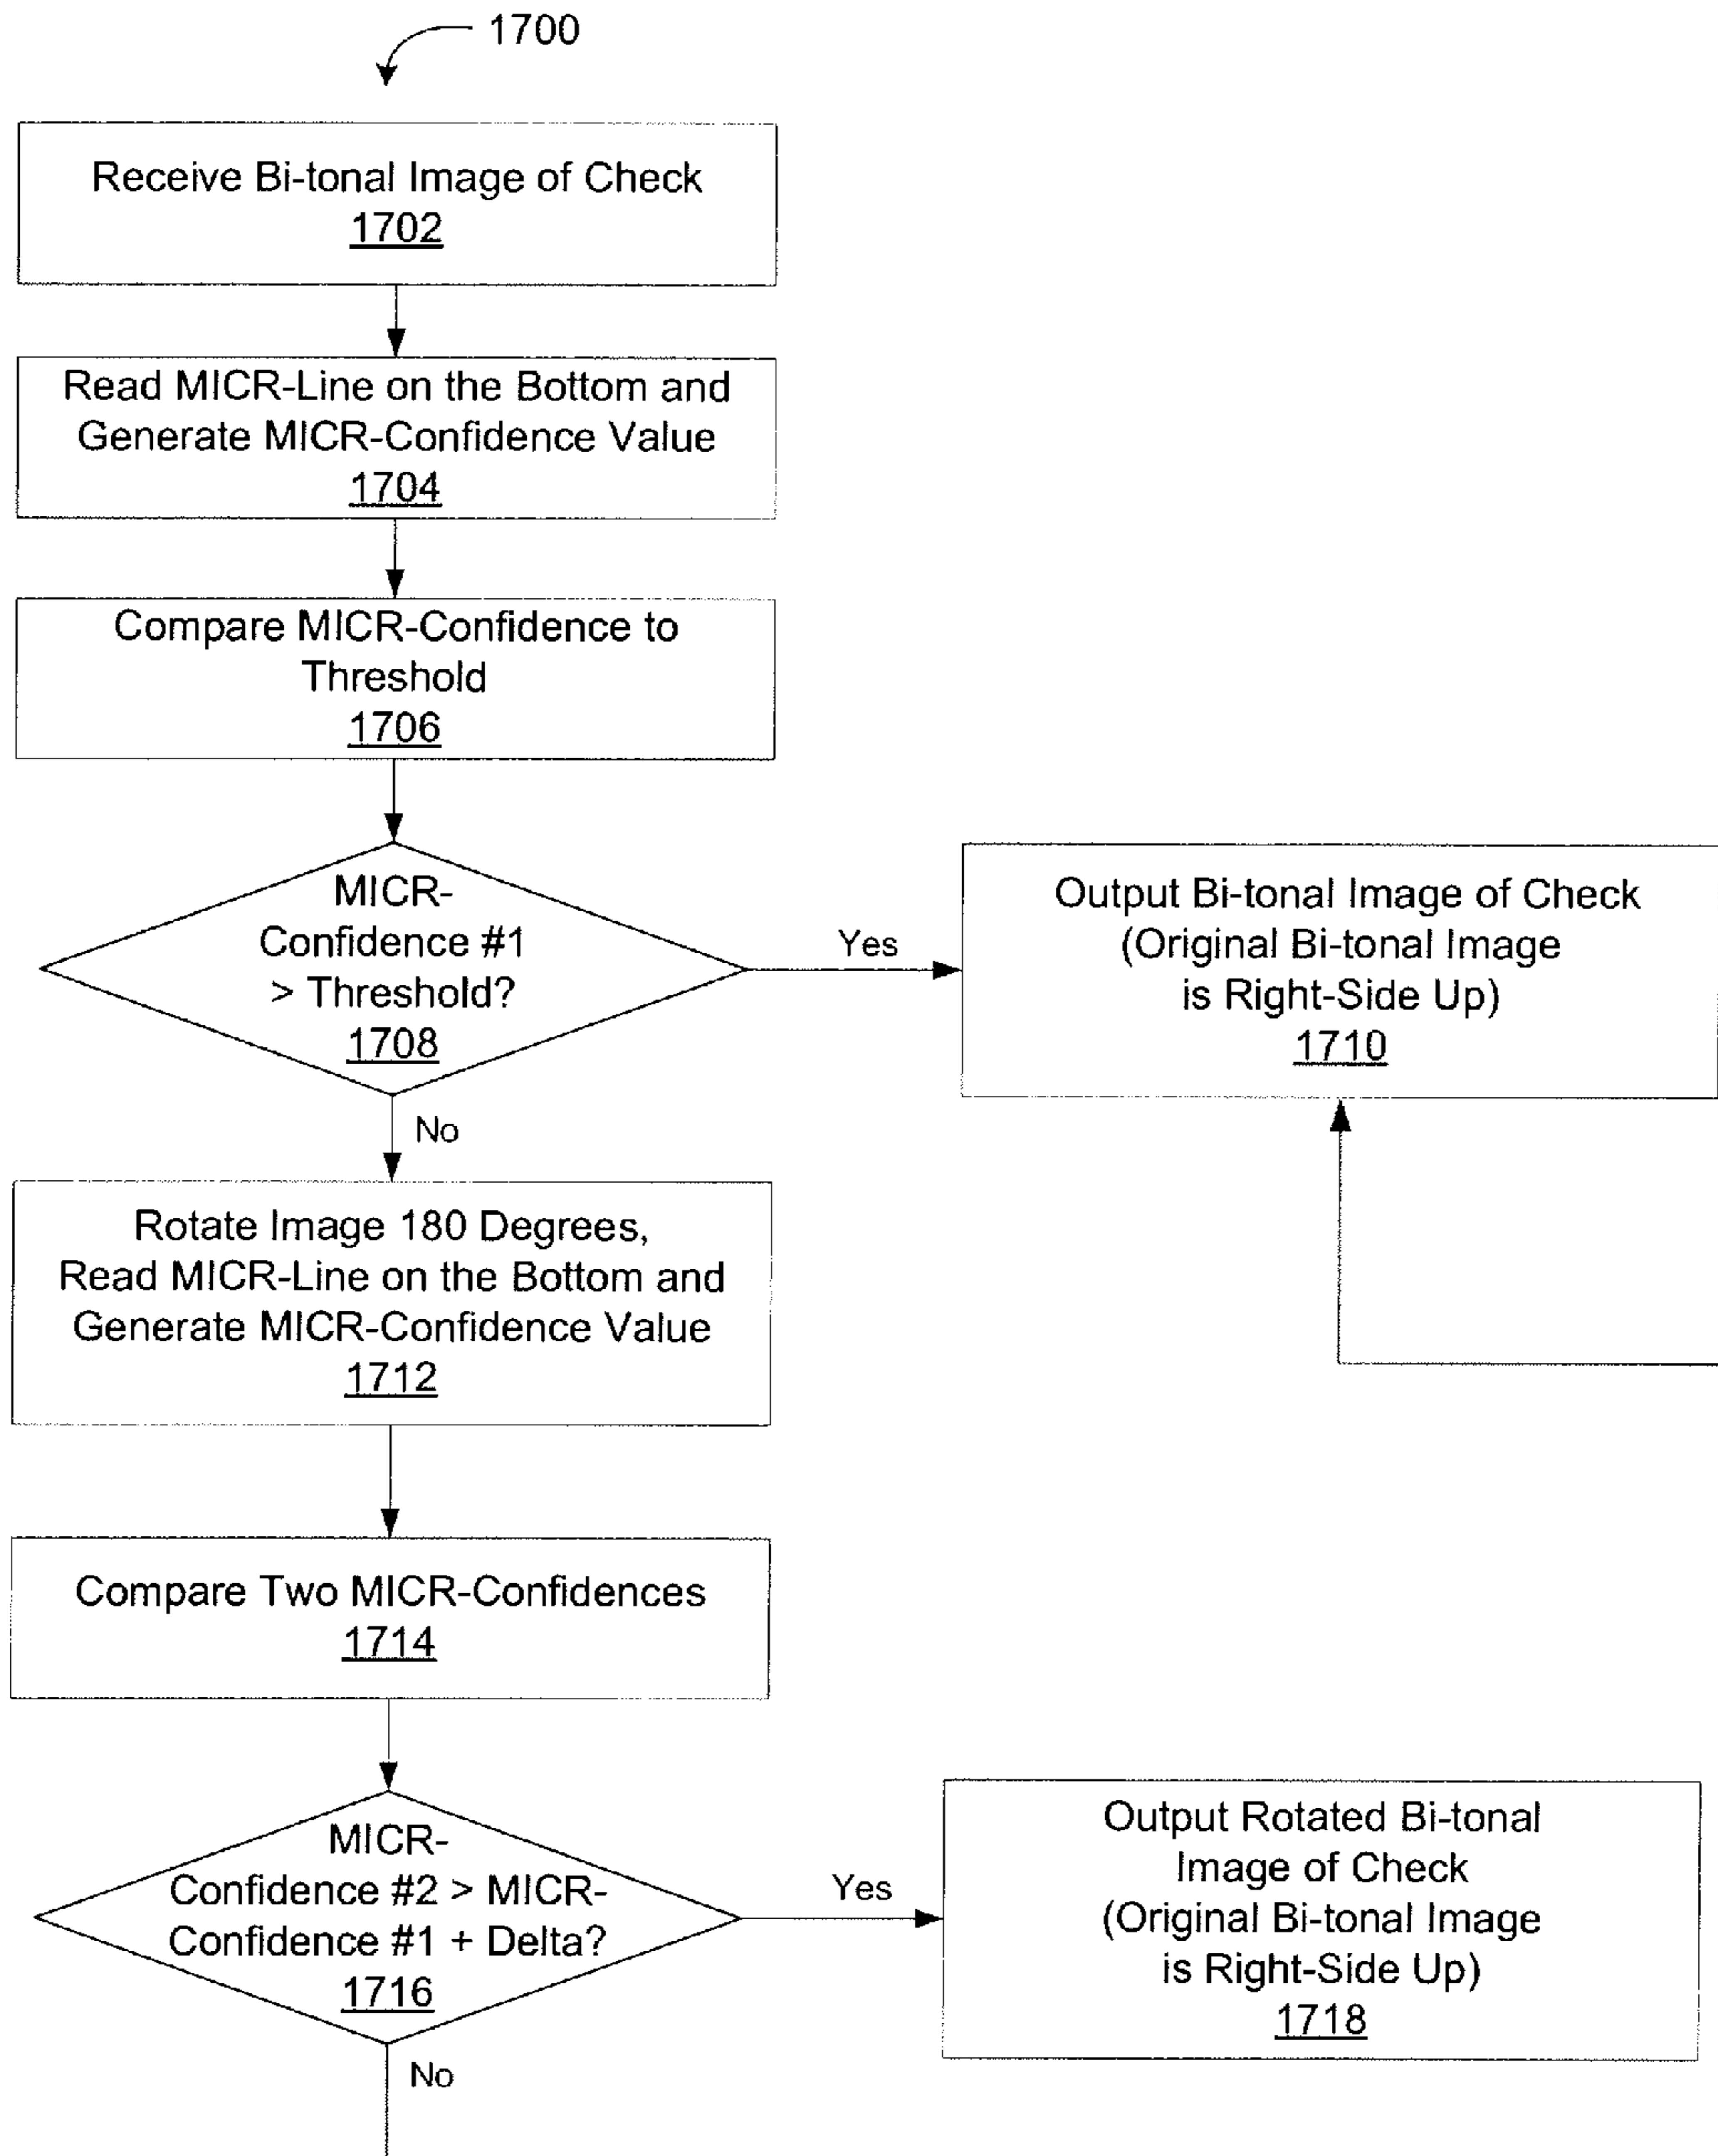 1700
Receive Bi-tonal Image of Check
1702
Read MICR-Line on the Bottom and
Generate MICR-Confidence Value
1704
Compare MICR-Confidence to
Threshold
1706
MICR-
Confidence #1
> Threshold?
1708
Yes
Output Bi-tonal Image of Check
(Original Bi-tonal Image
is Right-Side Up)
1710
No
Rotate Image 180 Degrees,
Read MICR-Line on the Bottom and
Generate MICR-Confidence Value
1712
Compare Two MICR-Confidences
1714
MICR-
Confidence #2 > MICR-
Confidence #1 + Delta?
1716
Yes
Output Rotated Bi-tonal
Image of Check
(Original Bi-tonal Image
is Right-Side Up)
1718
No